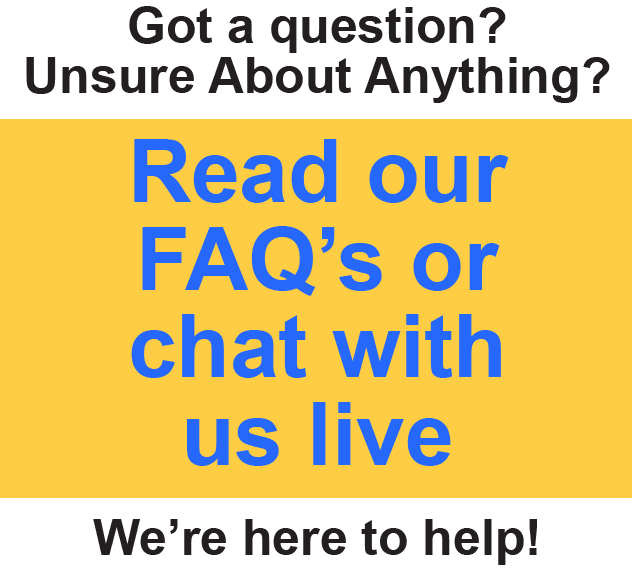 Got a question?
Unsure About Anything?
Read our
FAQ’s or
chat with
us live
We’re here to help!